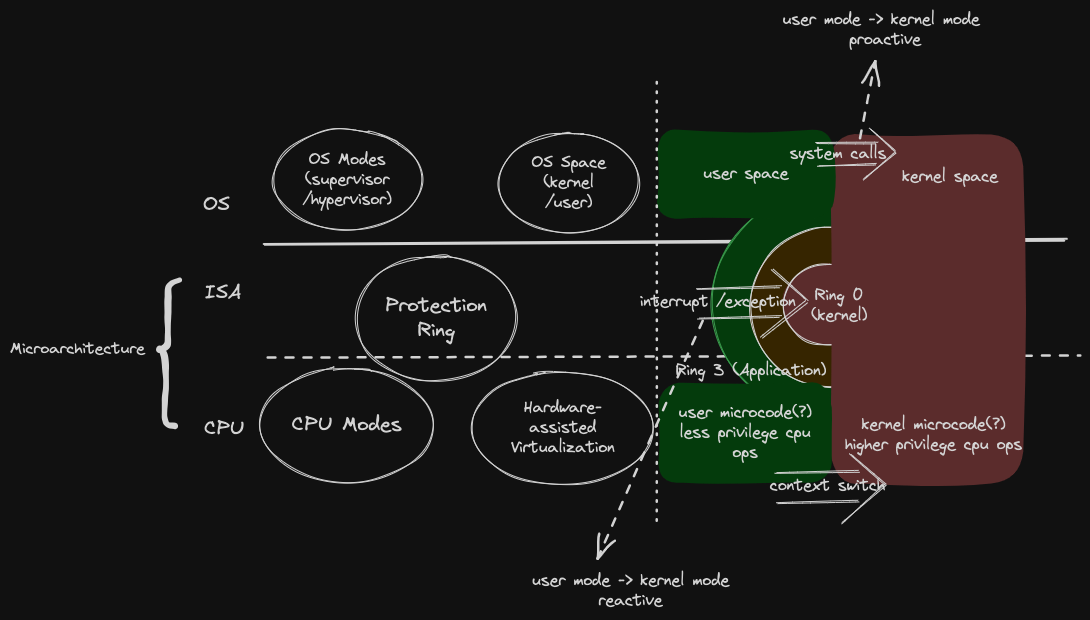 user mode -> kernel mode
proactive
OS Modes
(supervisor
/hypervisor)
OS Space
(kernel
/user)
system calls
user space
kernel space
OS
ISA
Protection
Ring
interrupt /exception
Ring 0
(kernel)
Microarchitecture
Ring 3 (Application)
CPU
CPU Modes
Hardware-
assisted
Virtualization
user microcode(?)
less privilege cpu
ops
kernel microcode(?)
higher privilege cpu ops
context switch
user mode -> kernel mode
reactive